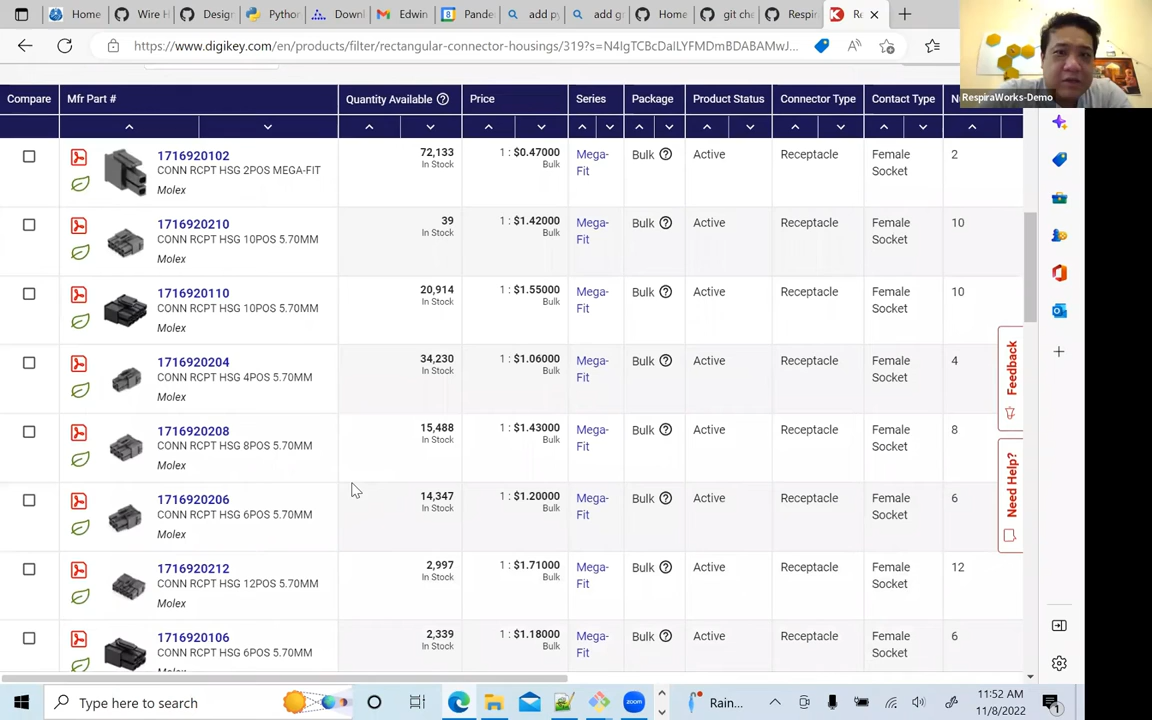 Home
Wire H
Design
Python
Down
Edwin
Pande
add py
add g
Home
git che
Respir
Re
https://www.digikey.com/en/products/filter/rectangular-connector-housings/319?s=N4IgTCBcDaILYFMDmBDABAMwJ...
RespiraWorks-Demo
Compare Mfr Part # Quantity Available Price Series Package Product Status Connector Type Contact Type N
1716920102
CONN RCPT HSG 2POS MEGA-FIT
Molex
72,133
In Stock
1 : $0.47000
Bulk
Mega-
Fit
Bulk
Active
Receptacle
Female
Socket
2
1716920210
CONN RCPT HSG 10POS 5.70MM
Molex
39
In Stock
1 : $1.42000
Bulk
Mega-
Fit
Bulk
Active
Receptacle
Female
Socket
10
1716920110
CONN RCPT HSG 10POS 5.70MM
Molex
20,914
In Stock
1 : $1.55000
Bulk
Mega-
Fit
Bulk
Active
Receptacle
Female
Socket
10
1716920204
CONN RCPT HSG 4POS 5.70MM
Molex
34,230
In Stock
1 : $1.06000
Bulk
Mega-
Fit
Bulk
Active
Receptacle
Female
Socket
4
1716920208
CONN RCPT HSG 8POS 5.70MM
Molex
15,488
In Stock
1 : $1.43000
Bulk
Mega-
Fit
Bulk
Active
Receptacle
Female
Socket
8
1716920206
CONN RCPT HSG 6POS 5.70MM
Molex
14,347
In Stock
1 : $1.20000
Bulk
Mega-
Fit
Bulk
Active
Receptacle
Female
Socket
6
1716920212
CONN RCPT HSG 12POS 5.70MM
Molex
2,997
In Stock
1 : $1.71000
Bulk
Mega-
Fit
Bulk
Active
Receptacle
Female
Socket
12
1716920106
CONN RCPT HSG 6POS 5.70MM
Molex
2,339
In Stock
1 : $1.18000
Bulk
Mega-
Fit
Bulk
Active
Receptacle
Female
Socket
6
Feedback
Need Help?
Type here to search
Rain...
11:52 AM
11/8/2022
1